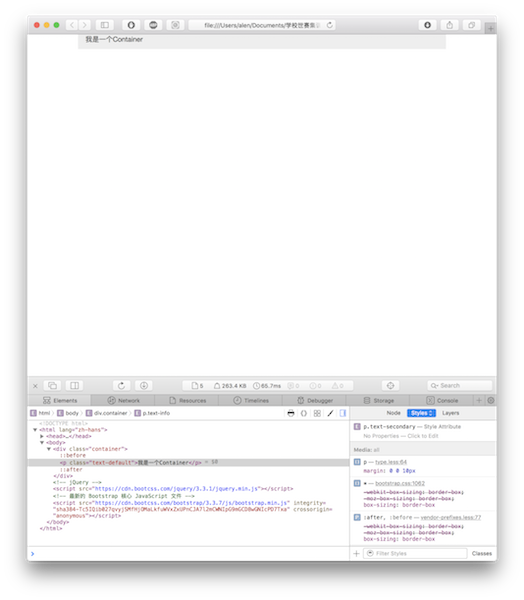 file:///Users/alen/Documents/学校世赛集
我是一个Container
5
263.4 KB
65.7ms
0
0
0
Search
Elements
Network
Resources
Timelines
Debugger
Storage
Console
E html
E body
E div.container
E p.text-info
Node
Styles
Layers
<!DOCTYPE html>
<html lang="zh-hans">
<head>…</head>
<body>
<div class="container">
::before
<p class="text-default">我是一个Container</p> = $0
::after
</div>
<!-- jQuery -->
<script src="https://cdn.bootcss.com/jquery/3.3.1/jquery.min.js"></script>
<!-- 最新的 Bootstrap 核心 JavaScript 文件 -->
<script src="https://cdn.bootcss.com/bootstrap/3.3.7/js/bootstrap.min.js" integrity=
crossorigin=
"anonymous"></script>
</body>
</html>
p.text-secondary — Style Attribute
No Properties — Click to Edit
Media: all
p — type.less:64
margin: 0 0 10px
* — bootstrap.css:1062
-webkit-box-sizing: border-box;
-moz-box-sizing: border-box;
box-sizing: border-box
:after, :before — vendor-prefixes.less:77
-webkit-box-sizing: border-box;
-moz-box-sizing: border-box;
box-sizing: border-box
Filter Styles
Classes